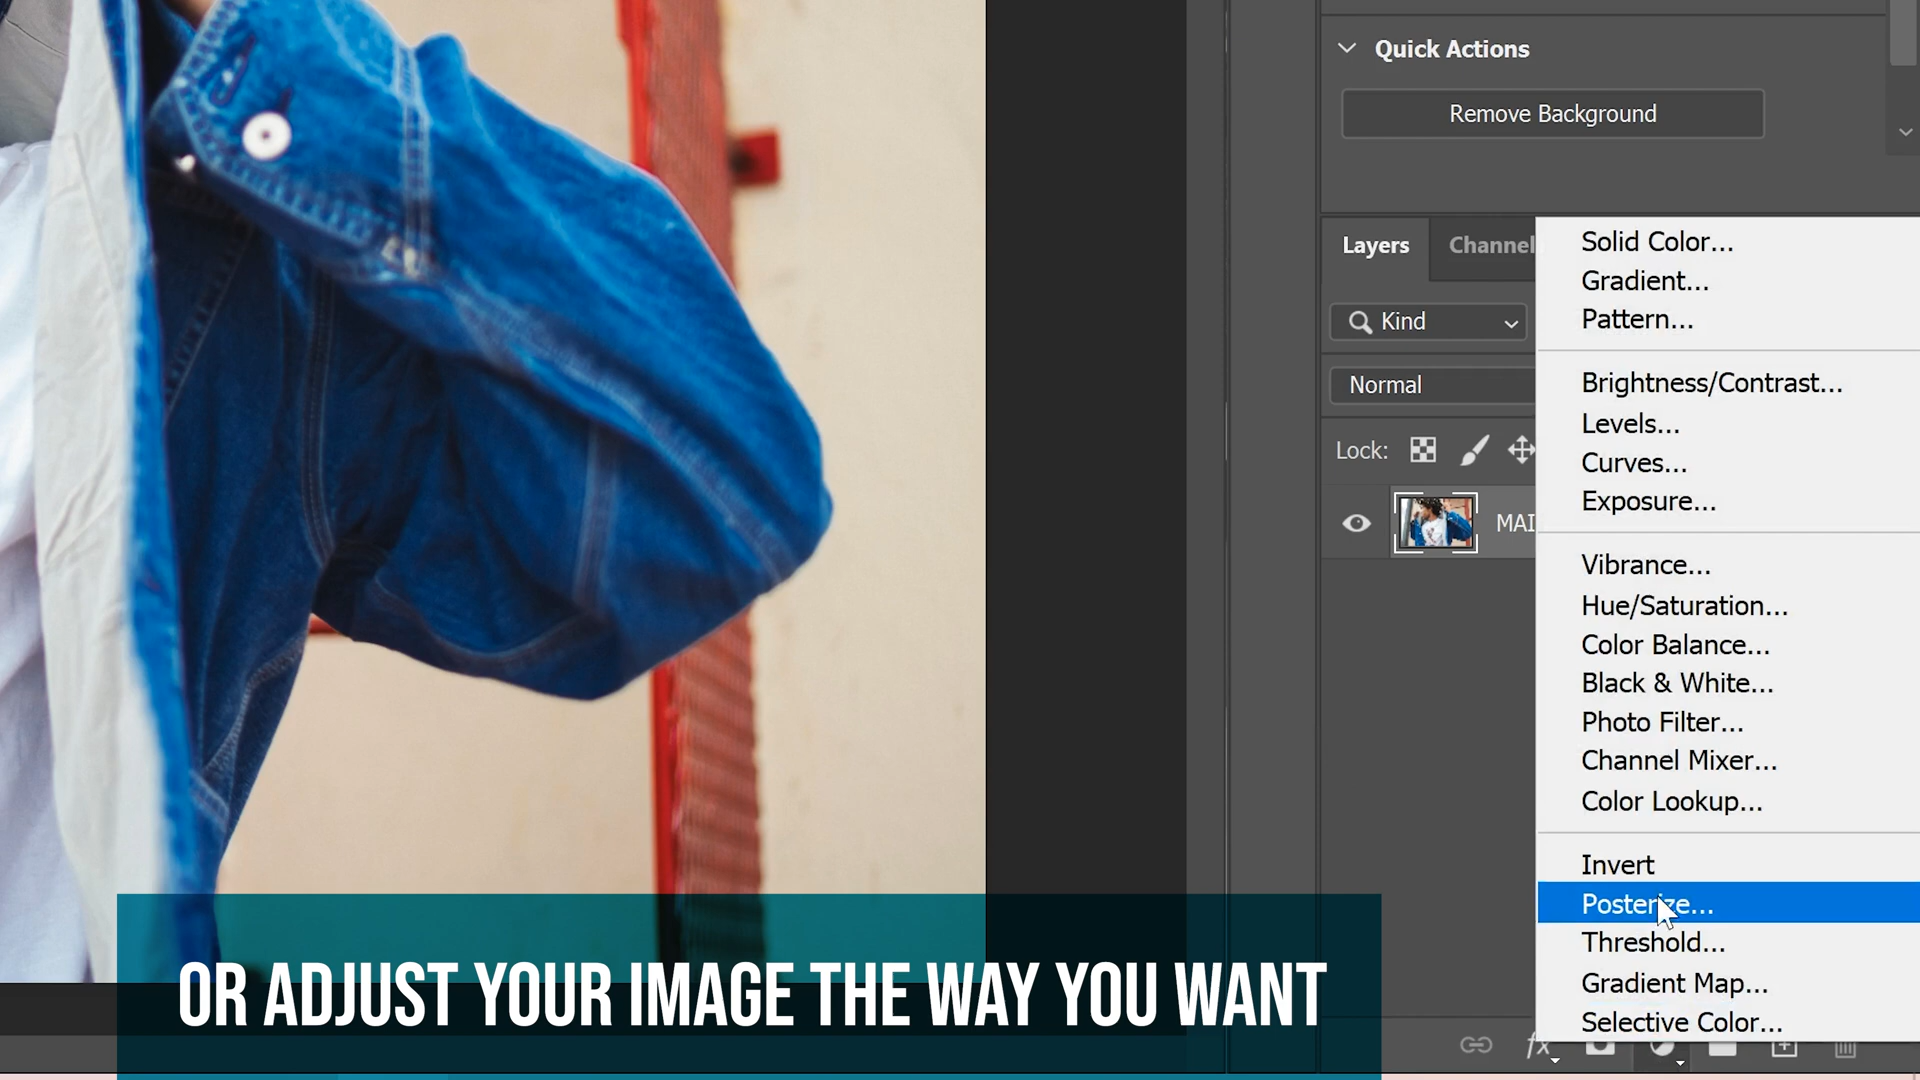 Quick Actions
Remove Background
Layers
Channel
Kind
Normal
Lock:
MAI
Solid Color...
Gradient...
Pattern...
Brightness/Contrast...
Levels...
Curves...
Exposure...
Vibrance...
Hue/Saturation...
Color Balance...
Black & White...
Photo Filter...
Channel Mixer...
Color Lookup...
Invert
Posterize...
Threshold...
Gradient Map...
Selective Color...
fx
OR ADJUST YOUR IMAGE THE WAY YOU WANT